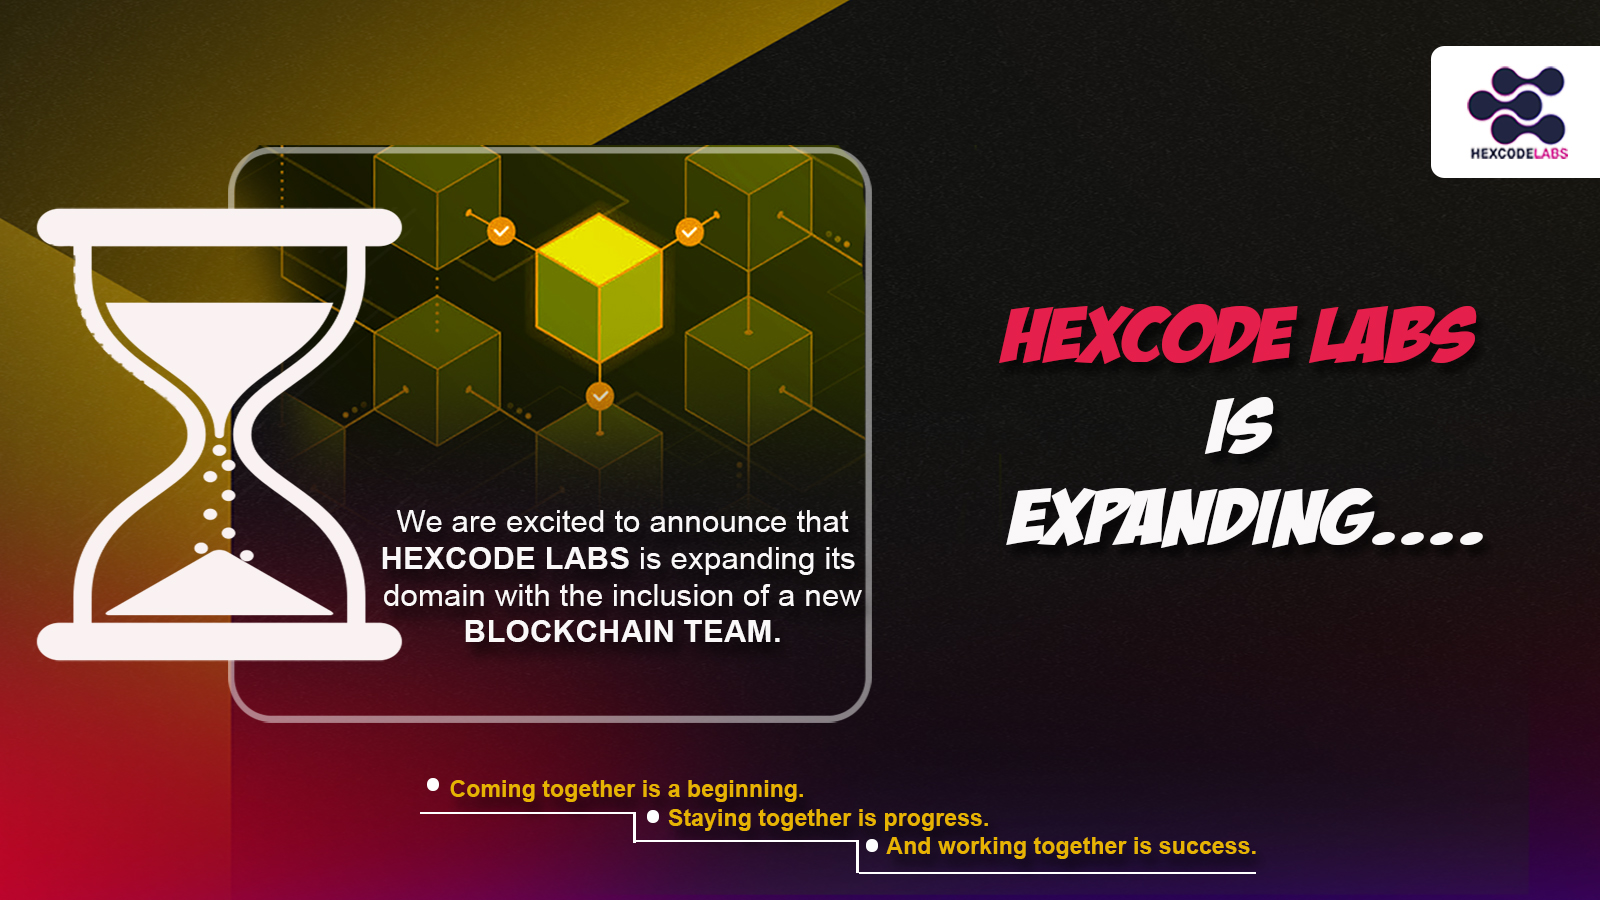 HEXCODELABS
HEXCODE LABS
IS
EXPANDING....
We are excited to announce that
HEXCODE LABS is expanding its
domain with the inclusion of a new
BLOCKCHAIN TEAM.
Coming together is a beginning.
Staying together is progress.
And working together is success.